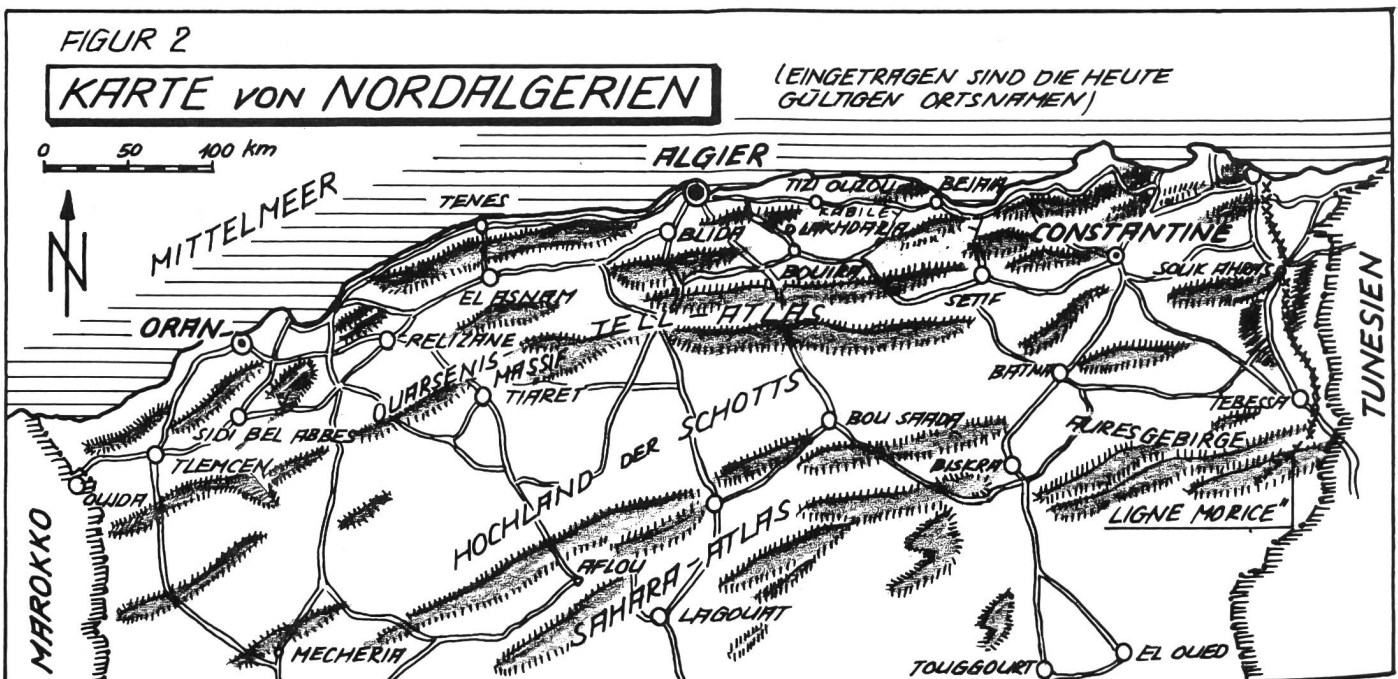 FIGUR 2
KARTE VON NORDALGERIEN
(EINGETRAGEN SIND DIE HEUTE
GÜLTIGEN ORTSNAMEN)
0 50 100 km
N
MITTELMEER
ALGIER
TENES
TIZI OUZOU
BEJAIA
KABILE-
LAKHDARIA
BLIDA
BOUIRA
CONSTANTINE
SOUK AHRAS
SETIF
EL ASNAM
ORAN
RELIZANE
TELL ATLAS
OUARSENIS-
MASSIF
TIARET
BATNA
TEBESSA
TUNESIEN
SIDI BEL ABBES
TLEMCEN
OUJDA
HOCHLAND DER SCHOTTS
BOU SAADA
BISKRA
AURESGEBIRGE
LIGNE MORICE"
MAROKKO
SAHARA-ATLAS
AFLOU
LAGOUAT
MECHERIA
TOUGGOURT
EL OUED